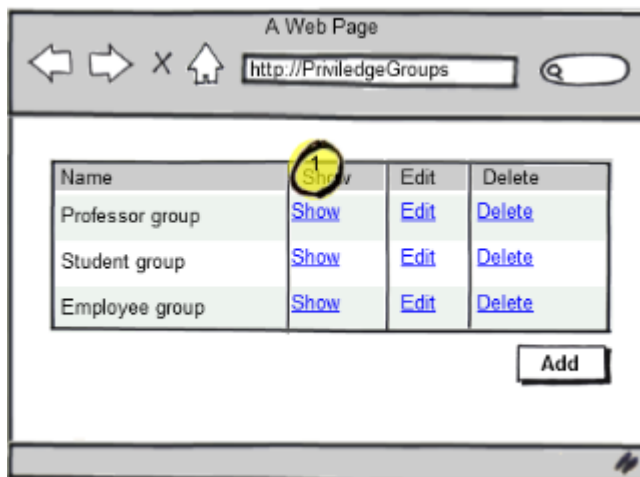 A Web Page
http://PriviledgeGroups
1
Name Show Edit Delete
Professor group Show Edit Delete
Student group Show Edit Delete
Employee group Show Edit Delete
Add